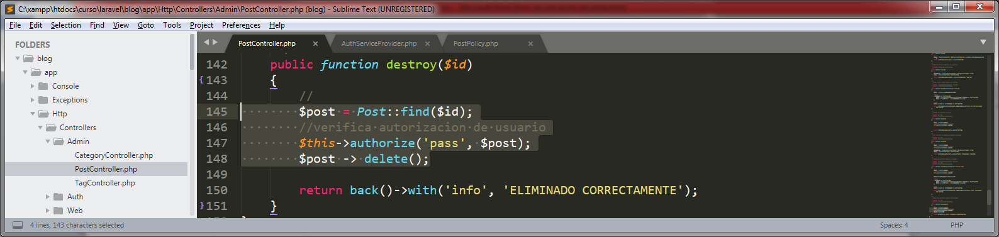 C:\xampp\htdocs\curso\laravel\blog\app\Http\Controllers\Admin\PostController.php (blog) - Sublime Text (UNREGISTERED)
File Edit Selection Find View Goto Tools Project Preferences Help
FOLDERS
blog
app
Console
Exceptions
Http
Controllers
Admin
CategoryController.php
PostController.php
TagController.php
Auth
Web
PostController.php × AuthServiceProvider.php × PostPolicy.php ×
142 public function destroy($id)
143 {
144 //
145 $post = Post::find($id);
146 //verifica autorizacion de usuario
147 $this->authorize('pass', $post);
148 $post -> delete();
149
150 return back()->with('info', 'ELIMINADO CORRECTAMENTE');
151 }
4 lines, 143 characters selected
Spaces: 4 PHP